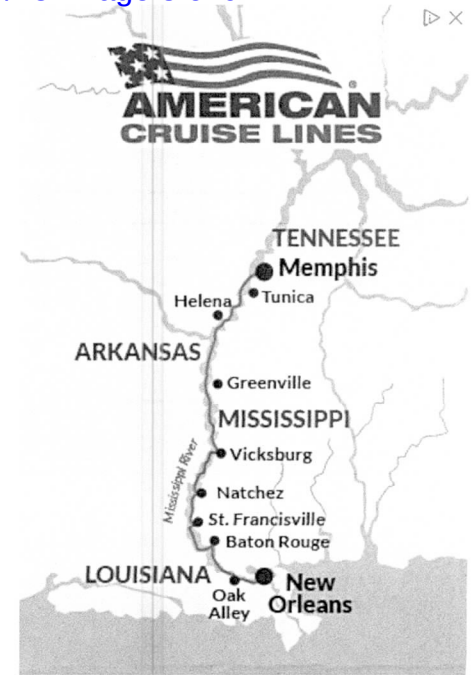 AMERICAN
CRUISE LINES
®
TENNESSEE
Memphis
Tunica
Helena
ARKANSAS
Greenville
MISSISSIPPI
Vicksburg
Mississippi River
Natchez
St. Francisville
Baton Rouge
LOUISIANA
New
Orleans
Oak
Alley